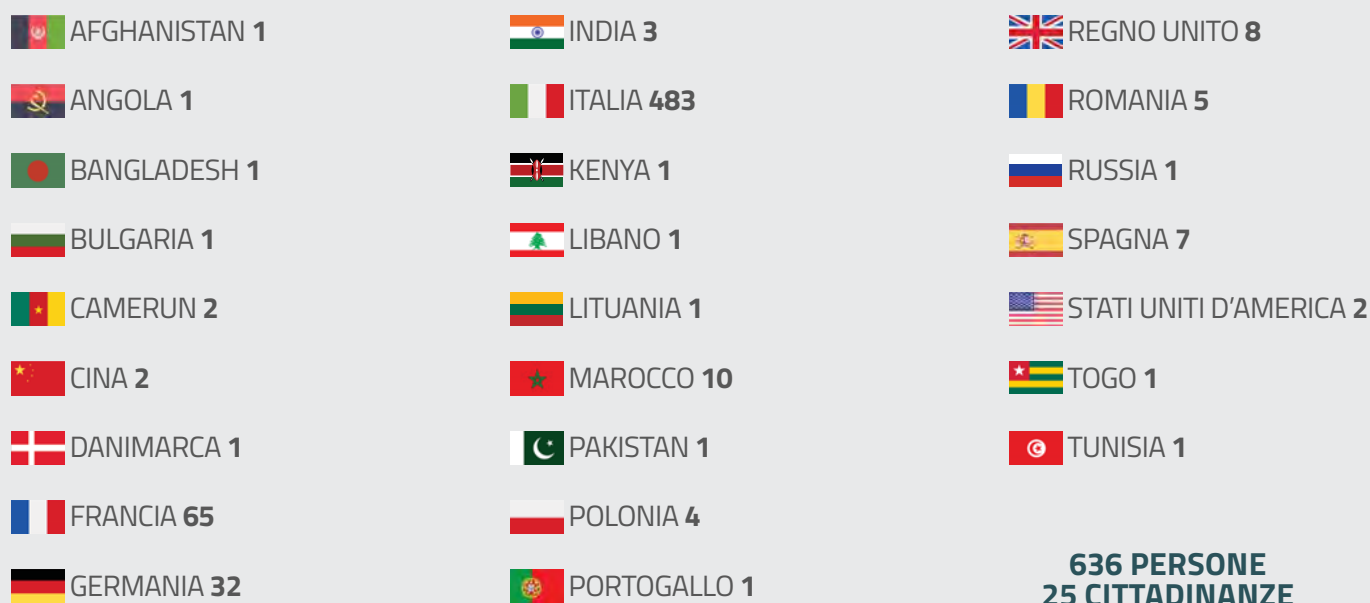 AFGHANISTAN 1
ANGOLA 1
BANGLADESH 1
BULGARIA 1
CAMERUN 2
CINA 2
DANIMARCA 1
FRANCIA 65
GERMANIA 32
INDIA 3
ITALIA 483
KENYA 1
LIBANO 1
LITUANIA 1
MAROCCO 10
PAKISTAN 1
POLONIA 4
PORTOGALLO 1
REGNO UNITO 8
ROMANIA 5
RUSSIA 1
SPAGNA 7
STATI UNITI D’AMERICA 2
TOGO 1
TUNISIA 1
636 PERSONE
25 CITTADINANZE